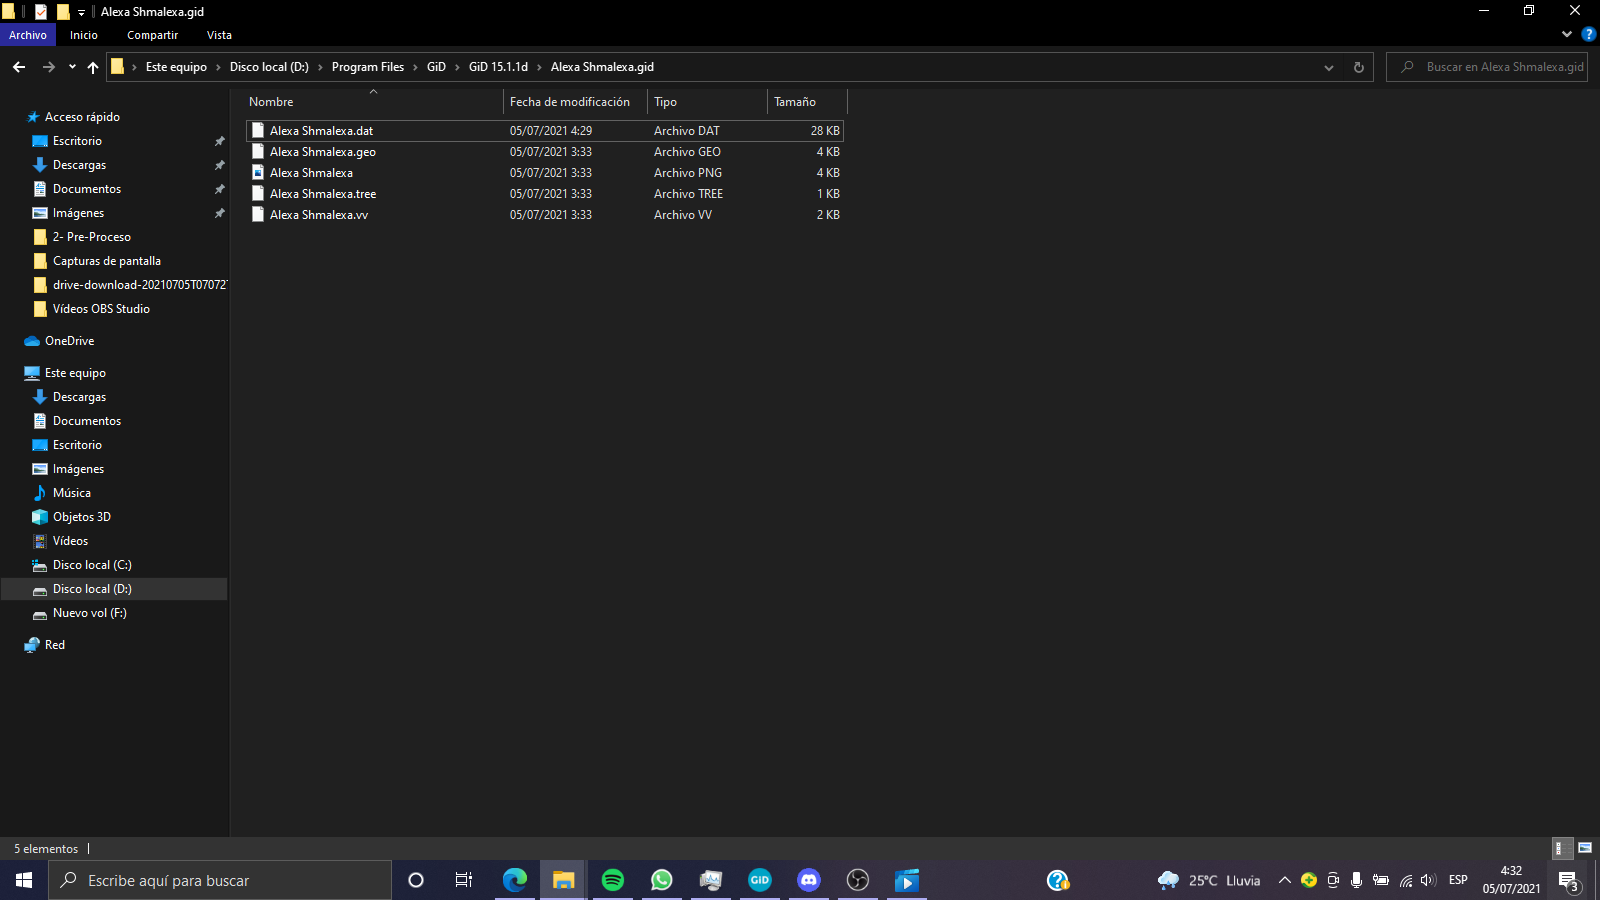 Alexa Shmalexa.gid
Archivo Inicio Compartir Vista
Este equipo Disco local (D:) Program Files GiD GiD 15.1.1d Alexa Shmalexa.gid Buscar en Alexa Shmalexa.gid
Nombre Fecha de modificación Tipo Tamaño
Alexa Shmalexa.dat 05/07/2021 4:29 Archivo DAT 28 KB
Alexa Shmalexa.geo 05/07/2021 3:33 Archivo GEO 4 KB
Alexa Shmalexa 05/07/2021 3:33 Archivo PNG 4 KB
Alexa Shmalexa.tree 05/07/2021 3:33 Archivo TREE 1 KB
Alexa Shmalexa.vv 05/07/2021 3:33 Archivo VV 2 KB
Acceso rápido
Escritorio
Descargas
Documentos
Imágenes
2- Pre-Proceso
Capturas de pantalla
drive-download-20210705T07072
Vídeos OBS Studio
OneDrive
Este equipo
Descargas
Documentos
Escritorio
Imágenes
Música
Objetos 3D
Vídeos
Disco local (C:)
Disco local (D:)
Nuevo vol (F:)
Red
5 elementos
Escribe aquí para buscar
GiD
25°C Lluvia
ESP
4:32
05/07/2021
3